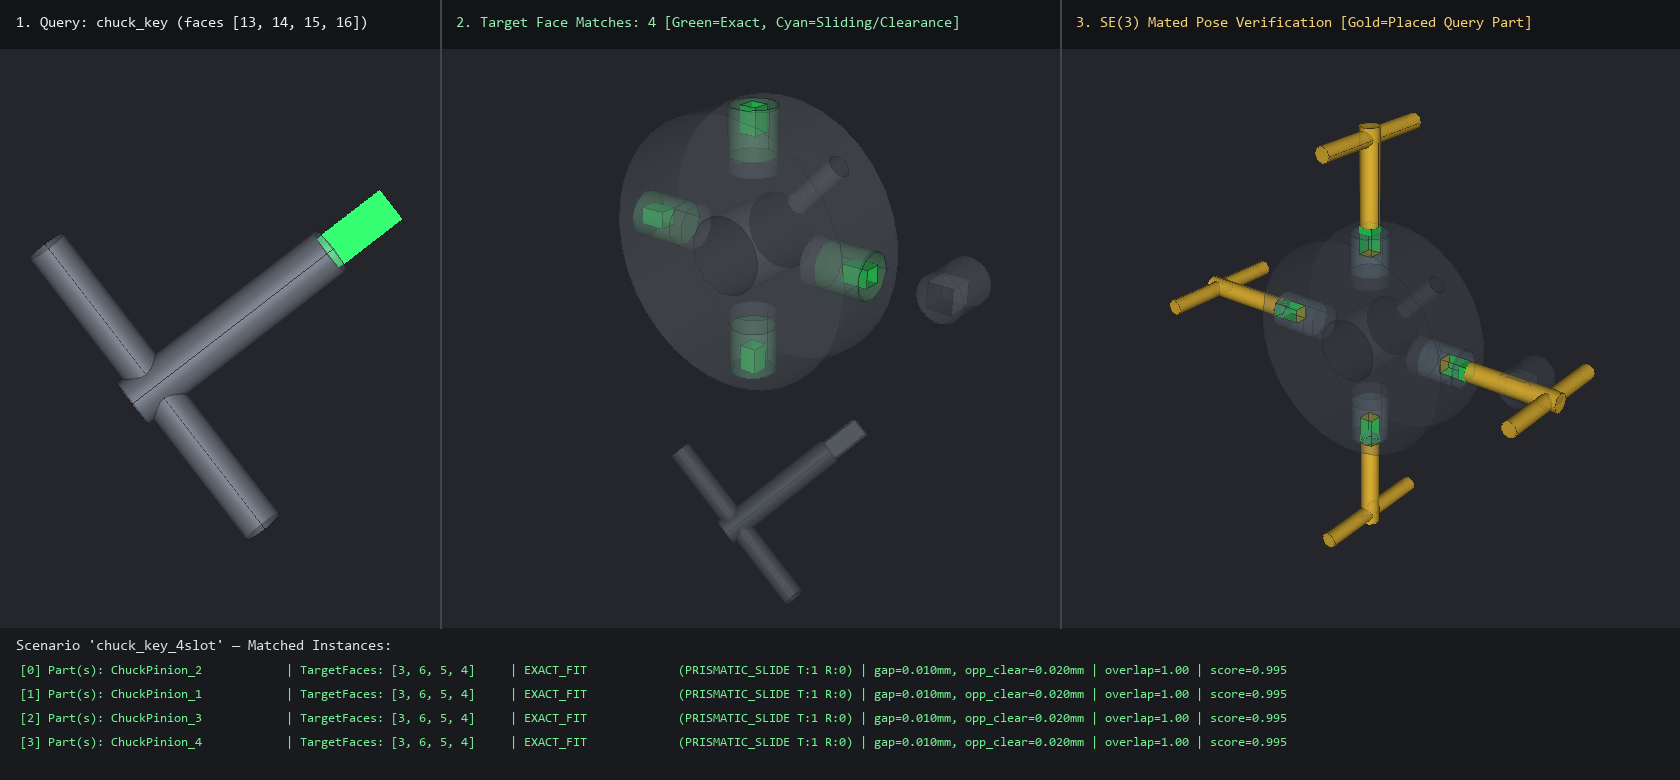 1. Query: chuck_key (faces [13, 14, 15, 16])
2. Target Face Matches: 4 [Green=Exact, Cyan=Sliding/Clearance]
3. SE(3) Mated Pose Verification [Gold=Placed Query Part]
Scenario 'chuck_key_4slot' — Matched Instances:
[0] Part(s): ChuckPinion_2 | TargetFaces: [3, 6, 5, 4] | EXACT_FIT (PRISMATIC_SLIDE T:1 R:0) | gap=0.010mm, opp_clear=0.020mm | overlap=1.00 | score=0.995
[1] Part(s): ChuckPinion_1 | TargetFaces: [3, 6, 5, 4] | EXACT_FIT (PRISMATIC_SLIDE T:1 R:0) | gap=0.010mm, opp_clear=0.020mm | overlap=1.00 | score=0.995
[2] Part(s): ChuckPinion_3 | TargetFaces: [3, 6, 5, 4] | EXACT_FIT (PRISMATIC_SLIDE T:1 R:0) | gap=0.010mm, opp_clear=0.020mm | overlap=1.00 | score=0.995
[3] Part(s): ChuckPinion_4 | TargetFaces: [3, 6, 5, 4] | EXACT_FIT (PRISMATIC_SLIDE T:1 R:0) | gap=0.010mm, opp_clear=0.020mm | overlap=1.00 | score=0.995